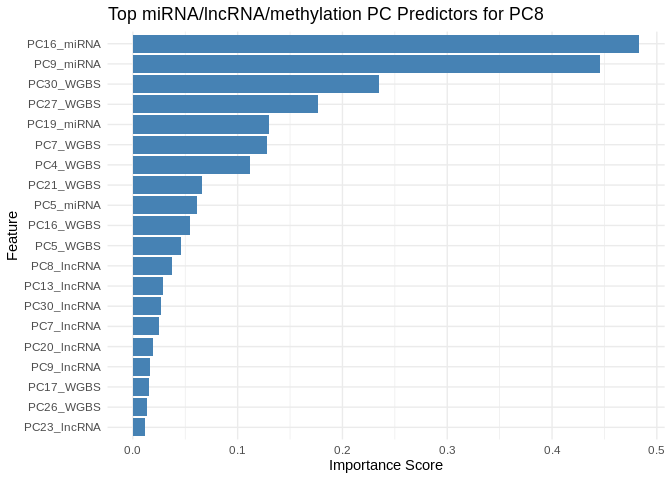 Top miRNA/lncRNA/methylation PC Predictors for PC8
PC16_miRNA
PC9_miRNA
PC30_WGBS
PC27_WGBS
PC19_miRNA
PC7_WGBS
PC4_WGBS
PC21_WGBS
PC5_miRNA
PC16_WGBS
PC5_WGBS
PC8_lncRNA
PC13_lncRNA
PC30_lncRNA
PC7_lncRNA
PC20_lncRNA
PC9_lncRNA
PC17_WGBS
PC26_WGBS
PC23_lncRNA
Feature
0.0 0.1 0.2 0.3 0.4 0.5
Importance Score